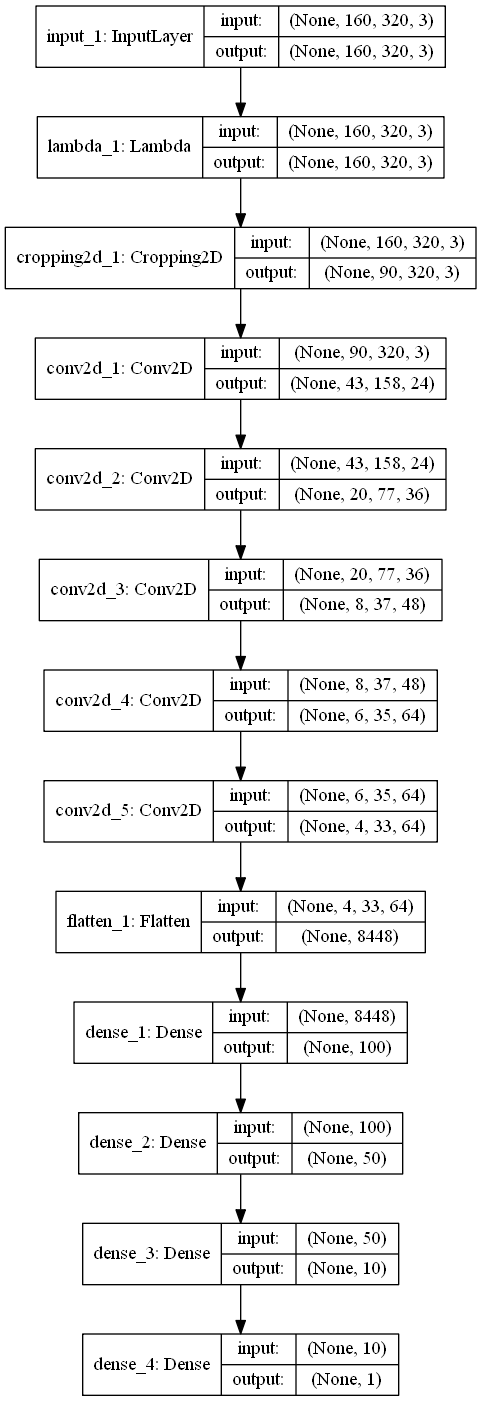 input_1: InputLayer
input: (None, 160, 320, 3)
output: (None, 160, 320, 3)
lambda_1: Lambda
input: (None, 160, 320, 3)
output: (None, 160, 320, 3)
cropping2d_1: Cropping2D
input: (None, 160, 320, 3)
output: (None, 90, 320, 3)
conv2d_1: Conv2D
input: (None, 90, 320, 3)
output: (None, 43, 158, 24)
conv2d_2: Conv2D
input: (None, 43, 158, 24)
output: (None, 20, 77, 36)
conv2d_3: Conv2D
input: (None, 20, 77, 36)
output: (None, 8, 37, 48)
conv2d_4: Conv2D
input: (None, 8, 37, 48)
output: (None, 6, 35, 64)
conv2d_5: Conv2D
input: (None, 6, 35, 64)
output: (None, 4, 33, 64)
flatten_1: Flatten
input: (None, 4, 33, 64)
output: (None, 8448)
dense_1: Dense
input: (None, 8448)
output: (None, 100)
dense_2: Dense
input: (None, 100)
output: (None, 50)
dense_3: Dense
input: (None, 50)
output: (None, 10)
dense_4: Dense
input: (None, 10)
output: (None, 1)